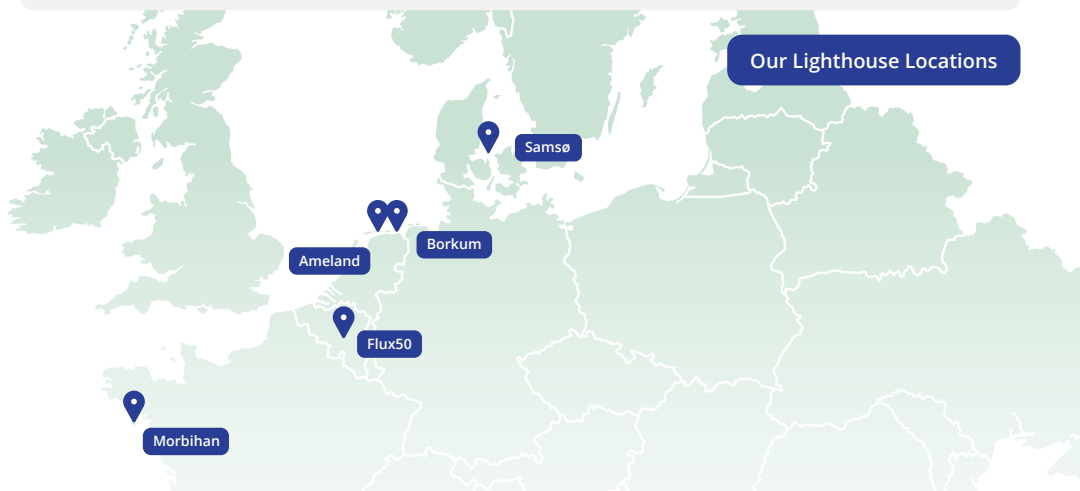 Our Lighthouse Locations
Samsø
Borkum
Ameland
Flux50
Morbihan